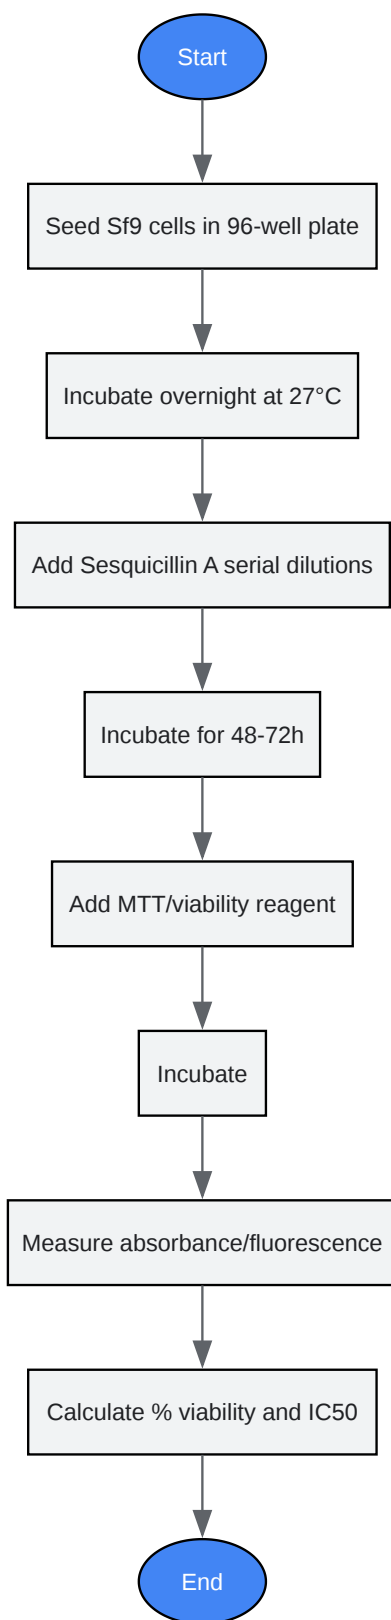 Start
Seed Sf9 cells in 96-well plate
Incubate overnight at 27°C
Add Sesquicillin A serial dilutions
Incubate for 48-72h
Add MTT/viability reagent
Incubate
Measure absorbance/fluorescence
Calculate % viability and IC50
End